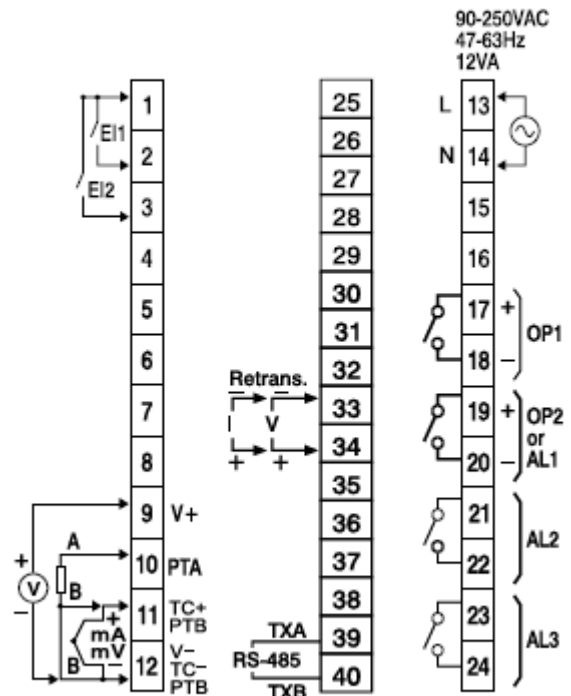 90-250VAC
47-63Hz
12VA
1
2
3
4
5
6
7
8
9
10
11
12
EI1
EI2
V+
PTA
TC+
PTB
V−
TC−
PTB
A
B
B
+
V
−
+
mA
mV
−
25
26
27
28
29
30
31
32
33
34
35
36
37
38
39
40
Retrans.
− −
I V
+ +
TXA
RS-485
TXB
L 13
N 14
15
16
17 +
18 −
OP1
19 +
20 −
OP2
or
AL1
21
22
AL2
23
24
AL3